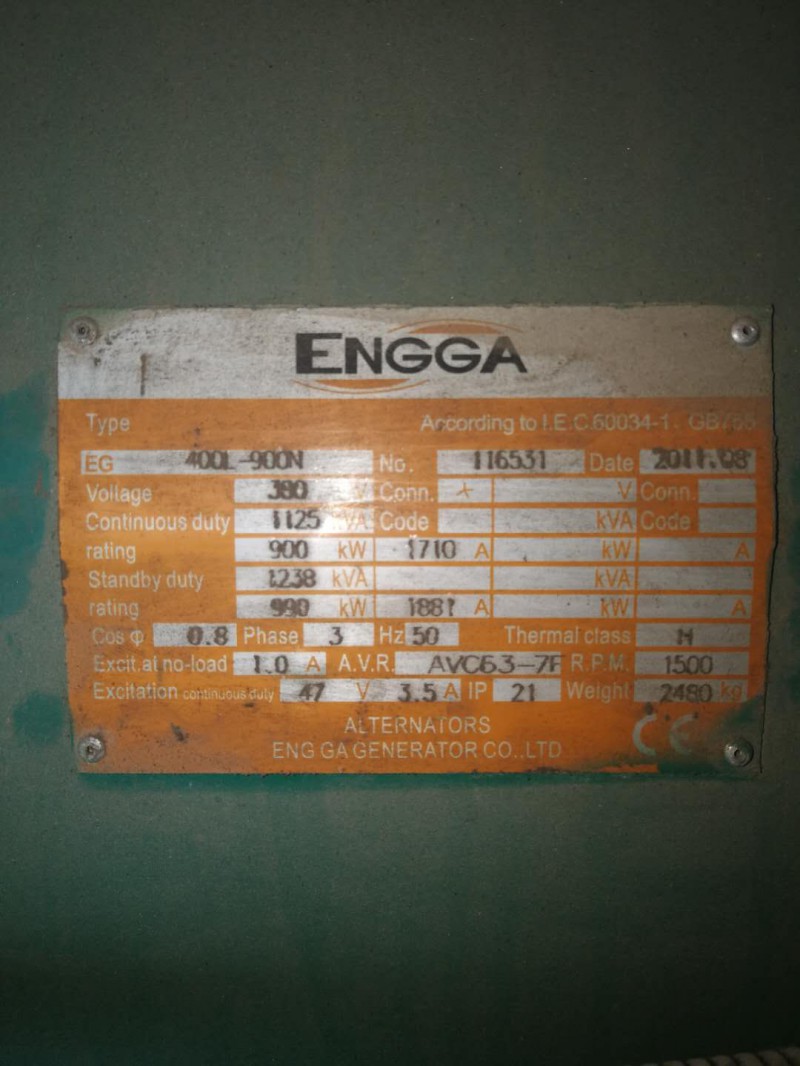 ENGGA
Type According to I.E.C.60034-1. GB755
EG 400L-900N No. 116531 Date 2011.08
Voltage 380 V Conn. V Conn.
Continuous duty 1125 kVA Code kVA Code
rating 900 kW 1710 A kW A
Standby duty 1238 kVA kVA
rating 990 kW 1881 A kW A
Cos φ 0.8 Phase 3 Hz 50 Thermal class H
Excit.at no-load 1.0 A A.V.R. AVC63-7F R.P.M. 1500
Excitation continuous duty 47 V 3.5 A IP 21 Weight 2480 kg
ALTERNATORS
ENG GA GENERATOR CO.,LTD CE